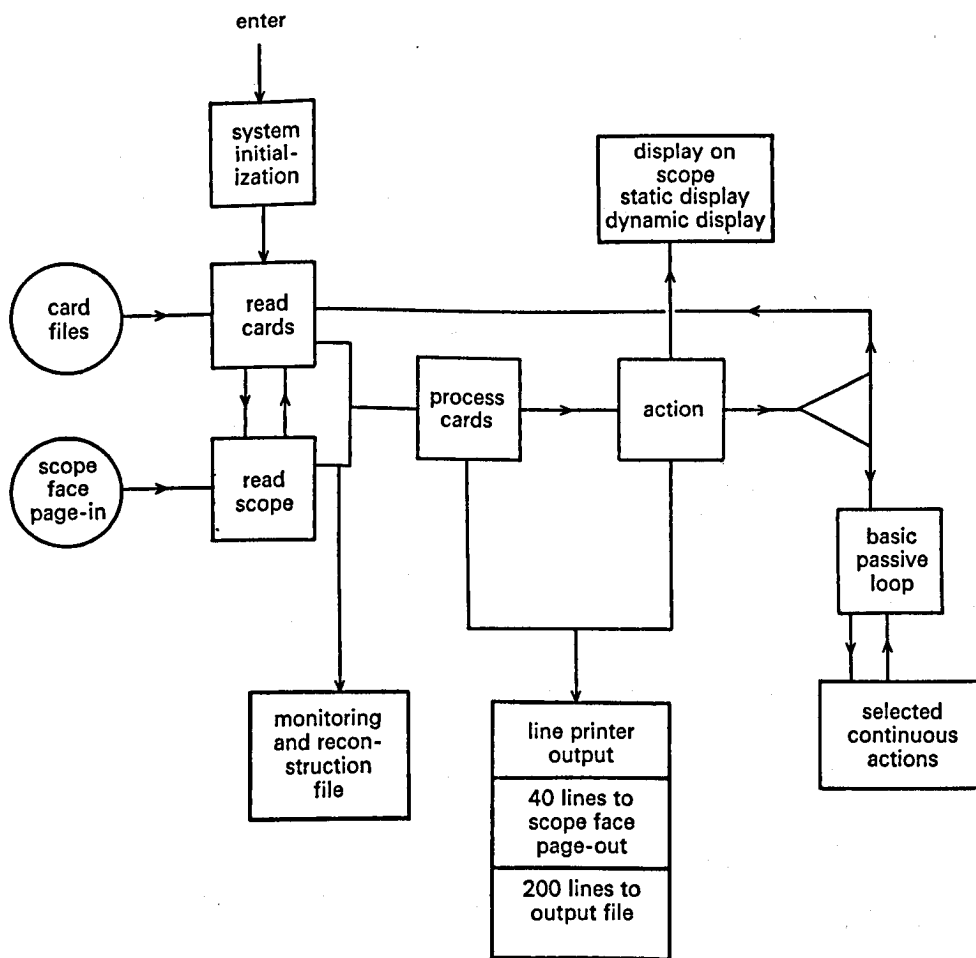 enter
system
initial-
ization
display on
scope
static display
dynamic display
card
files
read
cards
process
cards
action
scope
face
page-in
read
scope
basic
passive
loop
monitoring
and recon-
struction
file
line printer
output
40 lines to
scope face
page-out
200 lines to
output file
selected
continuous
actions